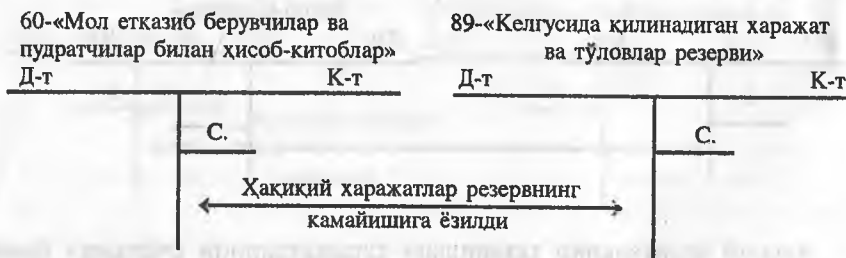 60-«Мол етказиб берувчилар ва
пудратчилар билан ҳисоб-китоблар»
Д-т К-т
С.
89-«Келгусида қилинадиган харажат
ва тўловлар резерви»
Д-т К-т
С.
Ҳақиқий харажатлар резервнинг
камайишига ёзилди